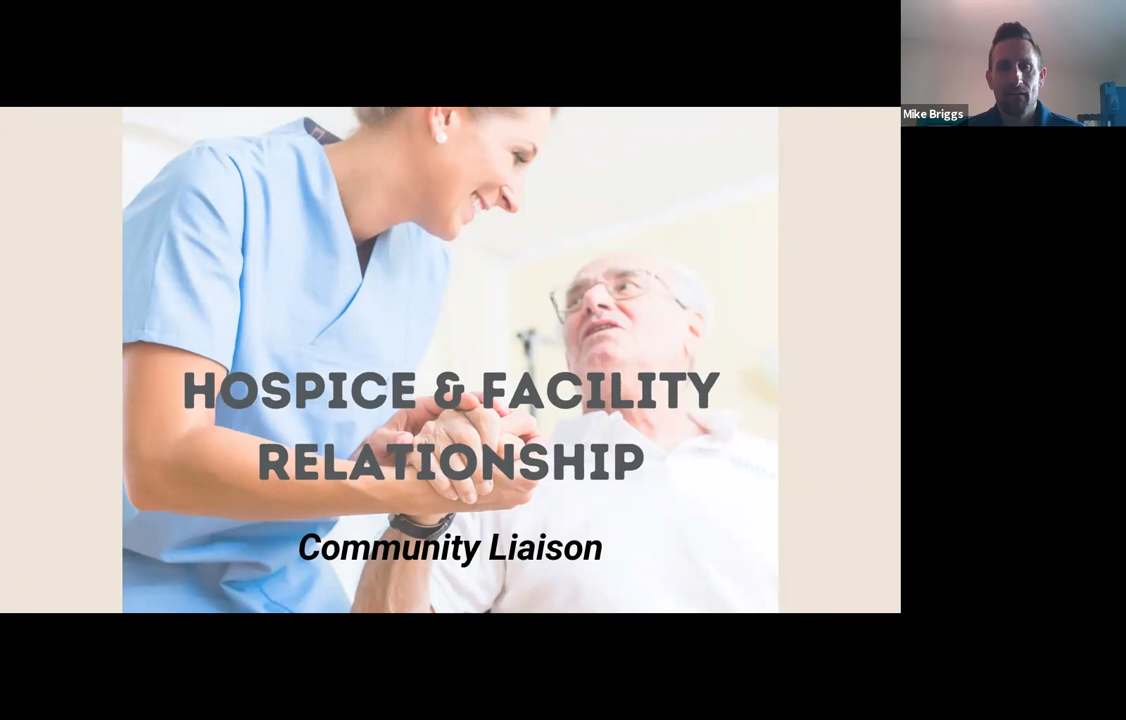 Mike Briggs
HOSPICE & FACILITY
RELATIONSHIP
Community Liaison